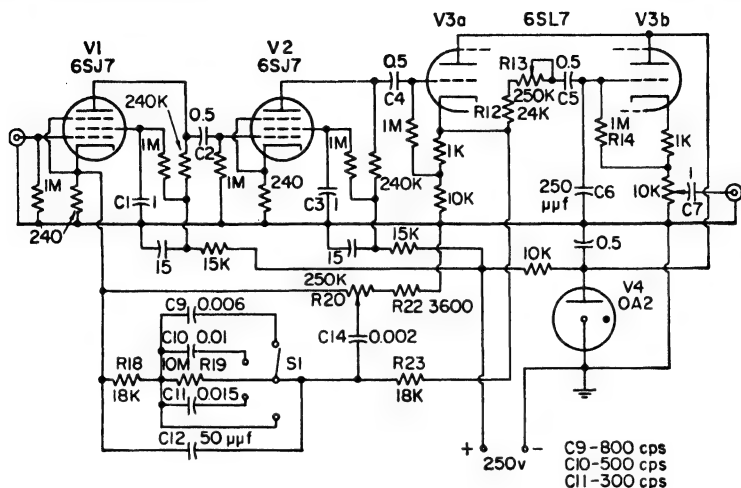 V1
6SJ7
V2
6SJ7
V3a
6SL7
V3b
240K
0.5
C2
0.5
C4
R13
250K
R12
24K
0.5
C5
1M
1M
1M
1M
1M
240K
1M
1K
10K
1M
R14
1K
10K
1
C7
C1
1
240
C3
1
240
250
μμf
C6
15
15K
15
15K
10K
0.5
250K
R20
R22 3600
V4
OA2
C9
0.006
C10
0.01
10M
R19
S1
C14
0.002
R18
18K
C11
0.015
R23
18K
C12
50 μμf
+
250v
-
C9-800 cps
C10-500 cps
C11-300 cps